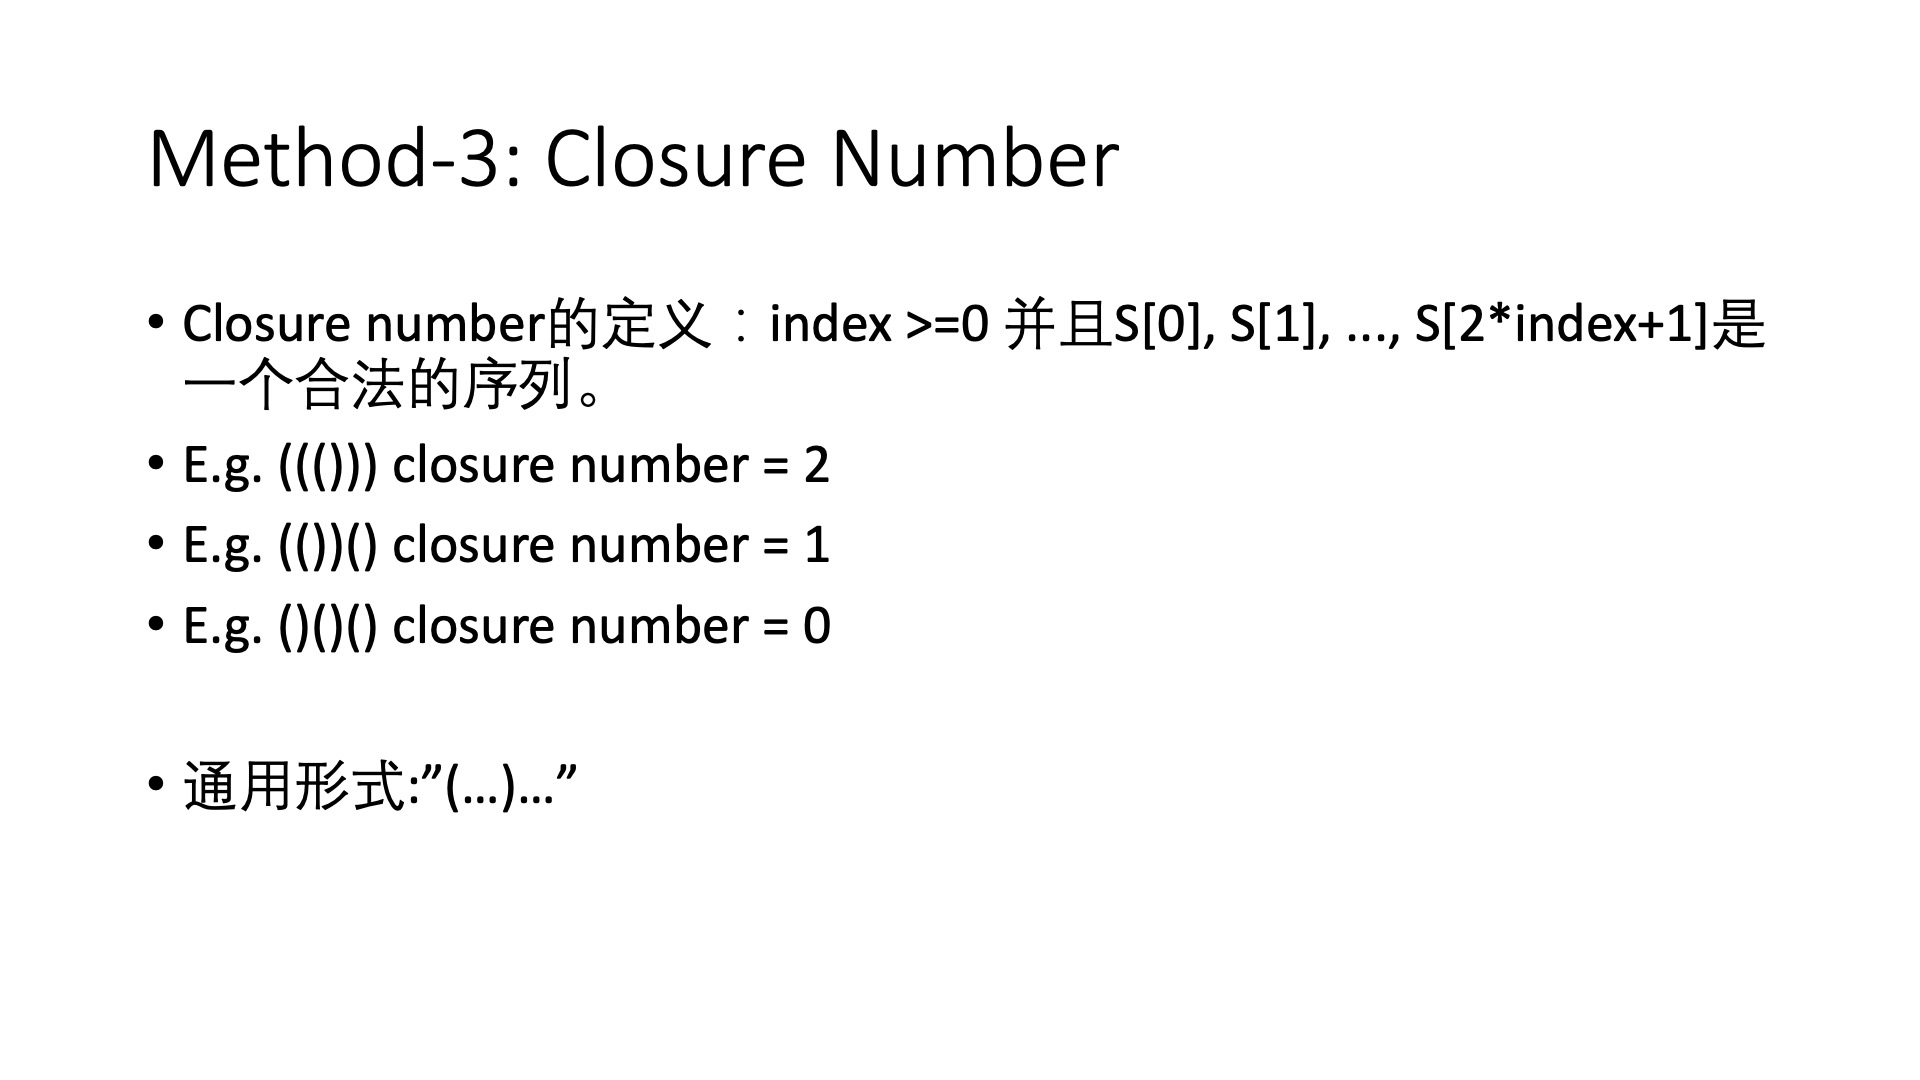 Method-3: Closure Number
• Closure number的定义：index >=0 并且S[0], S[1], ..., S[2*index+1]是
一个合法的序列。
• E.g. ((())) closure number = 2
• E.g. (())() closure number = 1
• E.g. ()()() closure number = 0
• 通用形式:”(...)...”